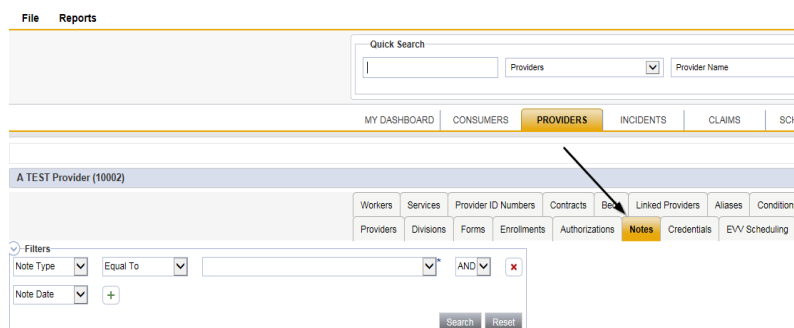 File Reports
Quick Search
Providers Provider Name
MY DASHBOARD CONSUMERS PROVIDERS INCIDENTS CLAIMS SCH
A TEST Provider (10002)
Workers Services Provider ID Numbers Contracts Linked Providers Aliases Condition
Providers Divisions Forms Enrollments Authorizations Notes Credentials EVV Scheduling
Filters
Note Type Equal To * AND
Note Date
Search Reset